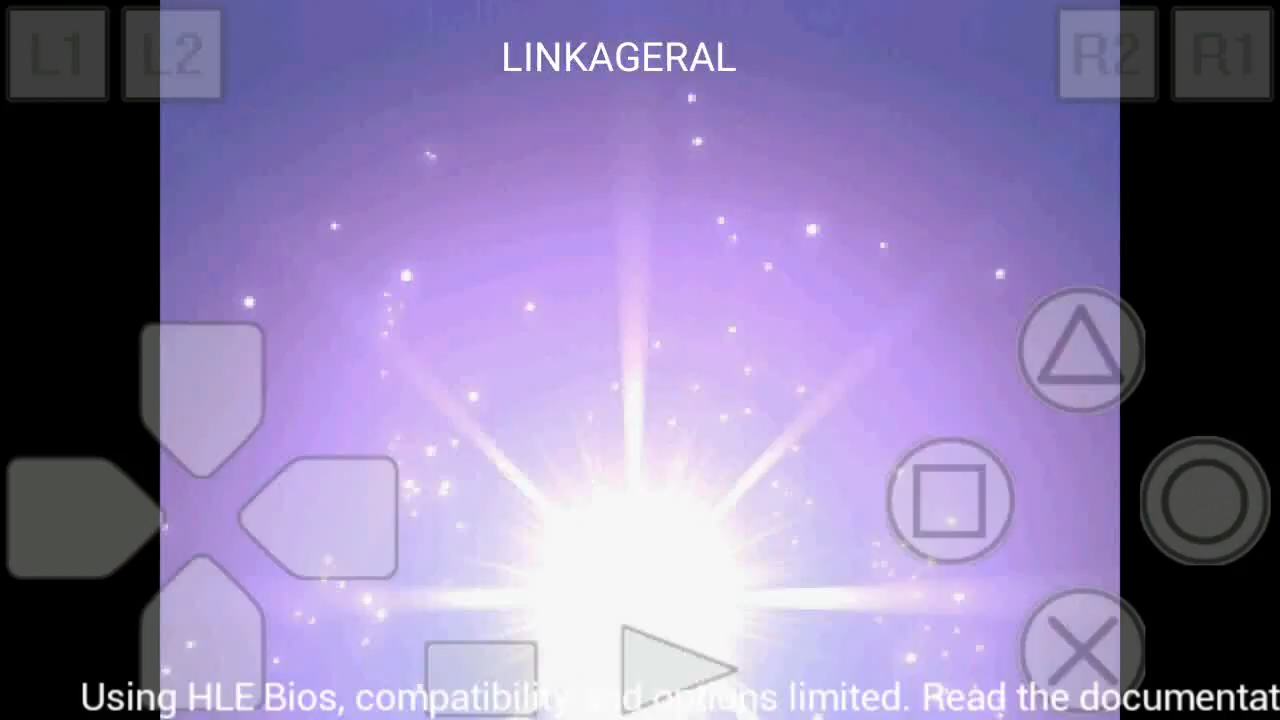 L1 L2 LINKAGERAL R2 R1
Using HLE Bios, compatibility and options limited. Read the documentat